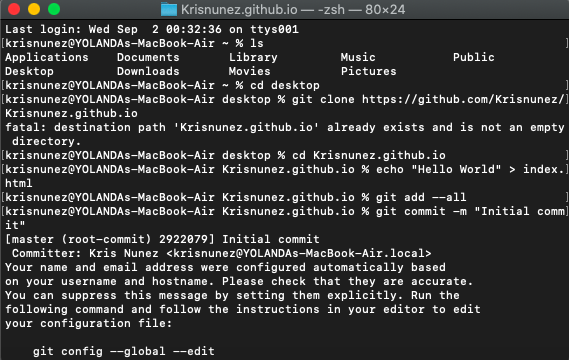 Krisnunez.github.io — -zsh — 80×24
Last login: Wed Sep  2 00:32:36 on ttys001
[krisnunez@YOLANDAs-MacBook-Air ~ % ls                                          ]
Applications    Documents       Library         Music           Public
Desktop         Downloads       Movies          Pictures
[krisnunez@YOLANDAs-MacBook-Air ~ % cd desktop                                  ]
[krisnunez@YOLANDAs-MacBook-Air desktop % git clone https://github.com/Krisnunez/]
Krisnunez.github.io
fatal: destination path 'Krisnunez.github.io' already exists and is not an empty
 directory.
[krisnunez@YOLANDAs-MacBook-Air desktop % cd Krisnunez.github.io                ]
[krisnunez@YOLANDAs-MacBook-Air Krisnunez.github.io % echo "Hello World" > index.]
html
[krisnunez@YOLANDAs-MacBook-Air Krisnunez.github.io % git add --all             ]
[krisnunez@YOLANDAs-MacBook-Air Krisnunez.github.io % git commit -m "Initial comm]
it"
[master (root-commit) 2922079] Initial commit
 Committer: Kris Nunez <krisnunez@YOLANDAs-MacBook-Air.local>
Your name and email address were configured automatically based
on your username and hostname. Please check that they are accurate.
You can suppress this message by setting them explicitly. Run the
following command and follow the instructions in your editor to edit
your configuration file:
    git config --global --edit